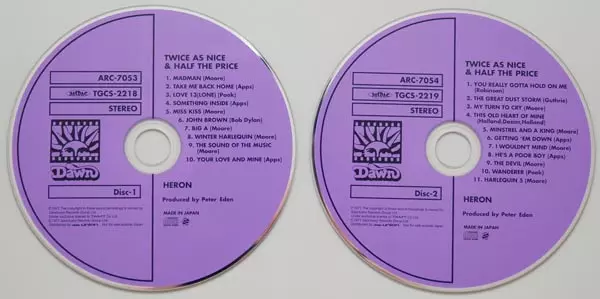 TWICE AS NICE
& HALF THE PRICE
ARC-7053
TGCS-2218
STEREO
1. MADMAN (Moore)
2. TAKE ME BACK HOME (Apps)
3. LOVE 13(LONE) (Pook)
4. SOMETHING INSIDE (Apps)
5. MISS KISS (Moore)
6. JOHN BROWN (Bob Dylan)
7. BIG A (Moore)
8. WINTER HARLEQUIN (Moore)
9. THE SOUND OF THE MUSIC
(Moore)
10. YOUR LOVE AND MINE (Apps)
Dawn
Disc-1
HERON
Produced by Peter Eden
MADE IN JAPAN
TWICE AS NICE
& HALF THE PRICE
ARC-7054
TGCS-2219
STEREO
1. YOU REALLY GOTTA HOLD ON ME
(Robinson)
2. THE GREAT DUST STORM (Guthrie)
3. MY TURN TO CRY (Moore)
4. THIS OLD HEART OF MINE
(Holland,Dozon,Holland)
5. MINSTREL AND A KING (Moore)
6. GETTING 'EM DOWN (Apps)
7. I WOULDN'T MIND (Moore)
8. HE'S A POOR BOY (Apps)
9. THE DEVIL (Moore)
10. WANDERER (Pook)
11. HARLEQUIN 5 (Moore)
Dawn
Disc-2
HERON
Produced by Peter Eden
MADE IN JAPAN